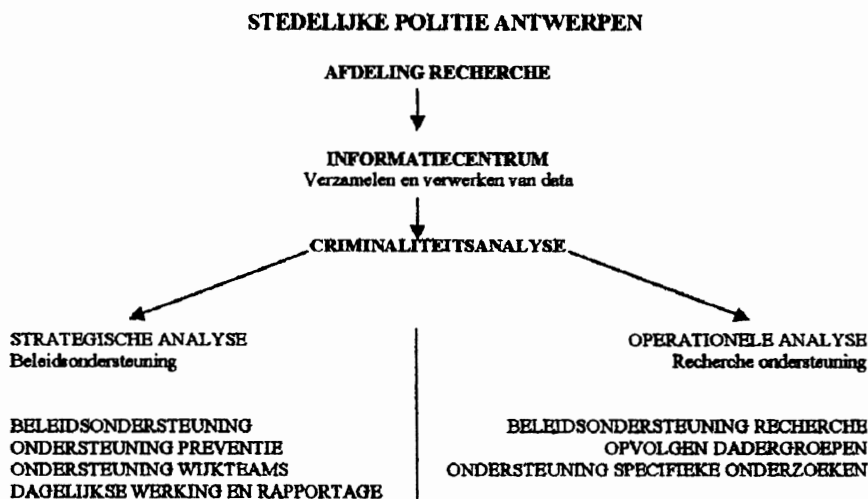 STEDELIJKE POLITIE ANTWERPEN
AFDELING RECHERCHE
INFORMATIECENTRUM
Verzamelen en verwerken van data
CRIMINALITEITSANALYSE
STRATEGISCHE ANALYSE
Beleidsondersteuning
OPERATIONELE ANALYSE
Recherche ondersteuning
BELEIDSONDERSTEUNING
ONDERSTEUNING PREVENTIE
ONDERSTEUNING WIJKTEAMS
DAGELIJKSE WERKING EN RAPPORTAGE
BELEIDSONDERSTEUNING RECHERCHE
OPVOLGEN DADERGROEPEN
ONDERSTEUNING SPECIFIEKE ONDERZOEKEN